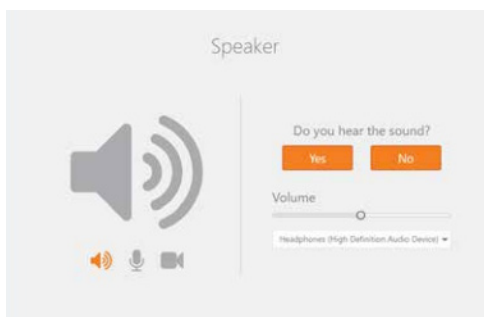 Speaker
Do you hear the sound?
Yes No
Volume
Headphones (High Definition Audio Device)